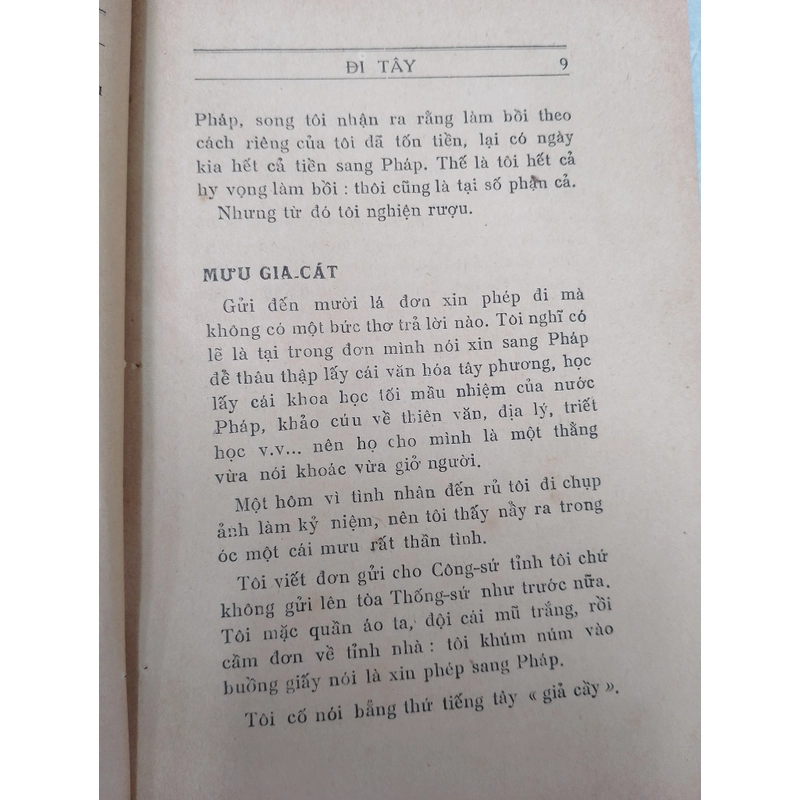 ĐI TÂY 9
Pháp, song tôi nhận ra rằng làm bồi theo
cách riêng của tôi đã tốn tiền, lại có ngày
kia hết cả tiền sang Pháp. Thế là tôi hết cả
hy vọng làm bồi : thôi cũng là tại số phận cả.
Nhưng từ đó tôi nghiện rượu.
MƯU GIA-CÁT
Gửi đến mười lá đơn xin phép đi mà
không có một bức thơ trả lời nào. Tôi nghĩ có
lẽ là tại trong đơn mình nói xin sang Pháp
để thâu thập lấy cái văn hóa tây phương, học
lấy cái khoa học tối mầu nhiệm của nước
Pháp, khảo cúu về thiên văn, địa lý, triết
học v.v... nên họ cho mình là một thằng
vừa nói khoác vừa giở người.
Một hôm vì tình nhân đến rủ tôi đi chụp
ảnh làm kỷ niệm, nên tôi thấy nẩy ra trong
óc một cái mưu rất thần tình.
Tôi viết đơn gửi cho Công-sứ tỉnh tôi chứ
không gửi lên tòa Thống-sứ như trước nữa.
Tôi mặc quần áo ta, đội cái mũ trắng, rồi
cầm đơn về tỉnh nhà : tôi khúm núm vào
buồng giấy nói là xin phép sang Pháp.
Tôi cố nói bằng thứ tiếng tây « giả cầy ».